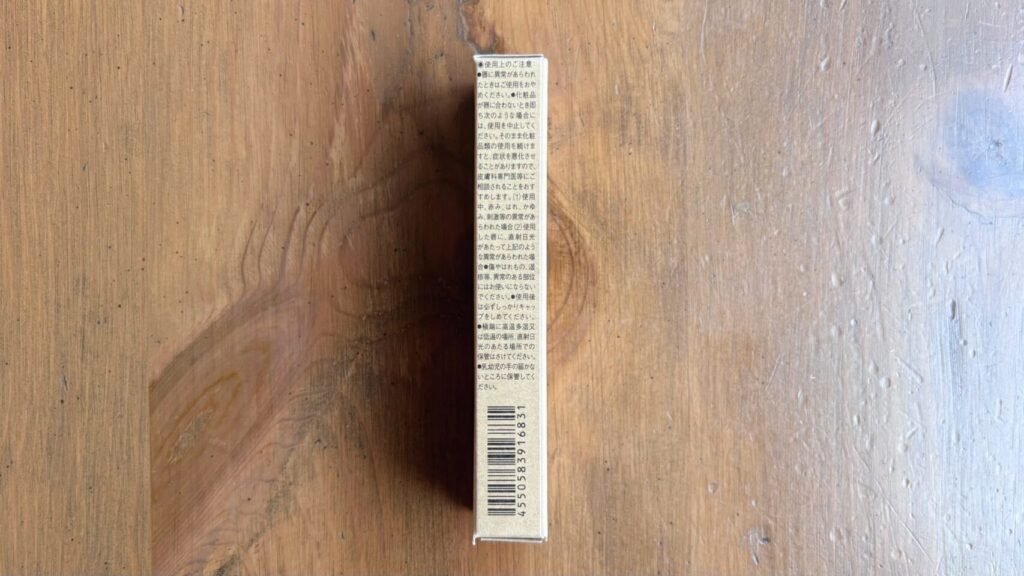 ◉使用上のご注意
●唇に異常があらわれ
たときはご使用をおや
めください。●化粧品
が唇に合わないとき即
ち次のような場合に
は、使用を中止してく
ださい。そのまま化粧
品類の使用を続けま
すと、症状を悪化させ
ることがありますので、
皮膚科専門医等にご
相談されることをおす
すめします。(1)使用
中、赤み、はれ、かゆ
み、刺激等の異常があ
らわれた場合(2)使用
した唇に、直射日光
があたって上記のよう
な異常があらわれた場
合●傷やはれもの、湿
疹等、異常のある部位
にはお使いにならない
でください。●使用後
は必ずしっかりキャッ
プをしめてください。
●極端に高温多湿又
は低温の場所、直射日
光のあたる場所での
保管はさけてください。
●乳幼児の手の届かな
いところに保管してく
ださい。
4550583916831